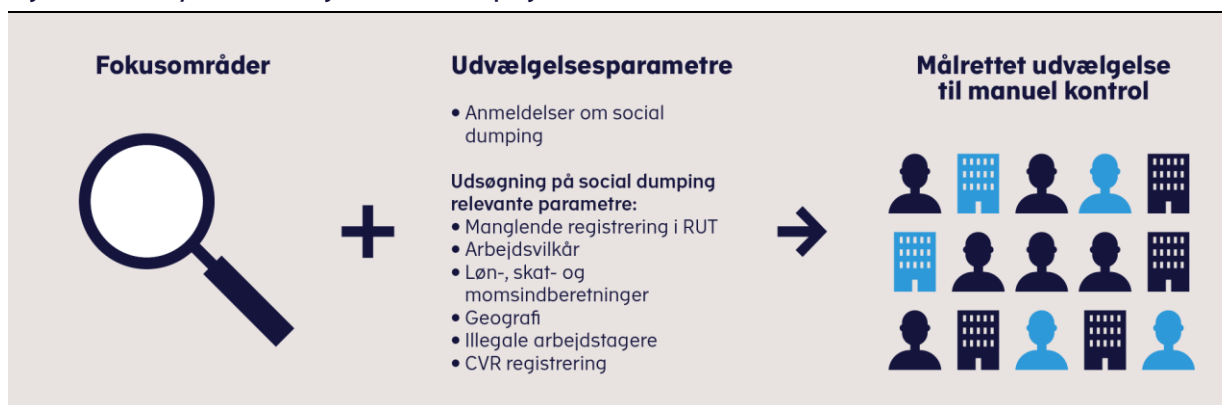 Fokusområder
Udvælgelsesparametre
• Anmeldelser om social
dumping
Udsøgning på social dumping
relevante parametre:
• Manglende registrering i RUT
• Arbejdsvilkår
• Løn-, skat- og
momsindberetninger
• Geografi
• Illegale arbejdstagere
• CVR registrering
Målrettet udvælgelse
til manuel kontrol